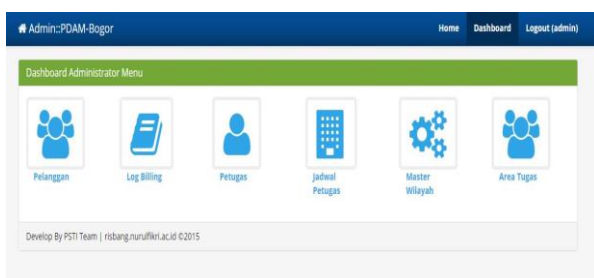 Admin::PDAM-Bogor Home Dashboard Logout (admin)
Dashboard Administrator Menu
Pelanggan Log Billing Petugas Jadwal Petugas Master Wilayah Area Tugas
Develop By PSTI Team | risbang.nurulfikri.ac.id ©2015